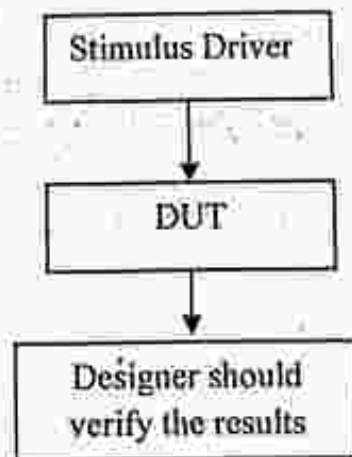 Stimulus Driver
DUT
Designer should
verify the results